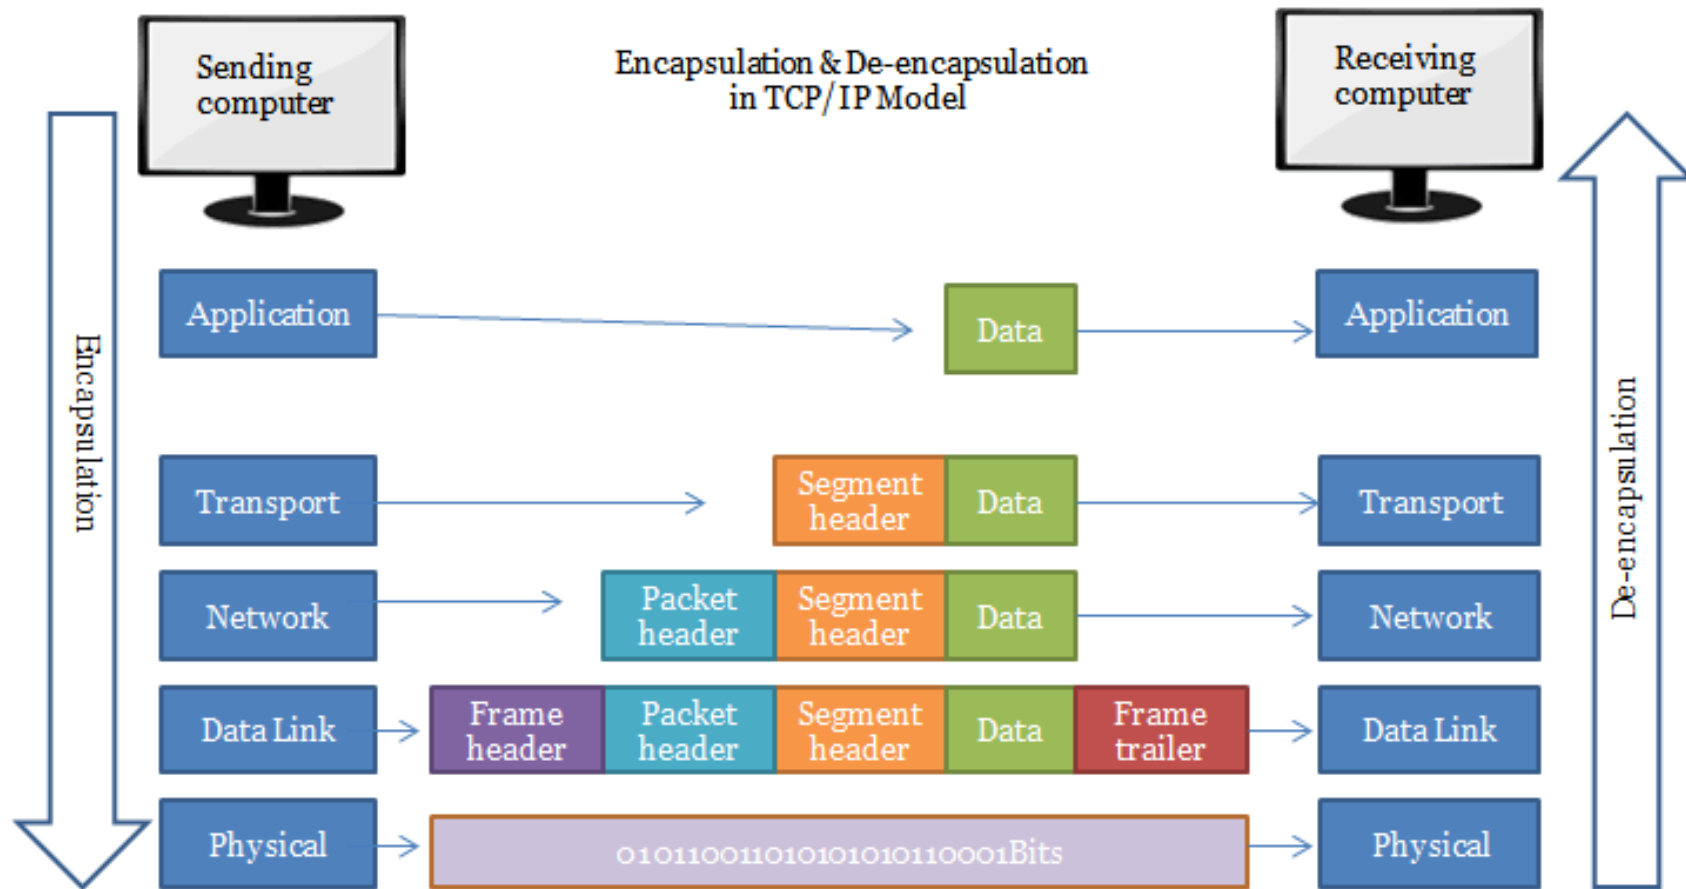 Sending
computer
Encapsulation & De-encapsulation
in TCP/IP Model
Receiving
computer
Encapsulation
De-encapsulation
Application
Data
Application
Transport
Segment
header
Data
Transport
Network
Packet
header
Segment
header
Data
Network
Data Link
Frame
header
Packet
header
Segment
header
Data
Frame
trailer
Data Link
Physical
0101100110101010110001Bits
Physical